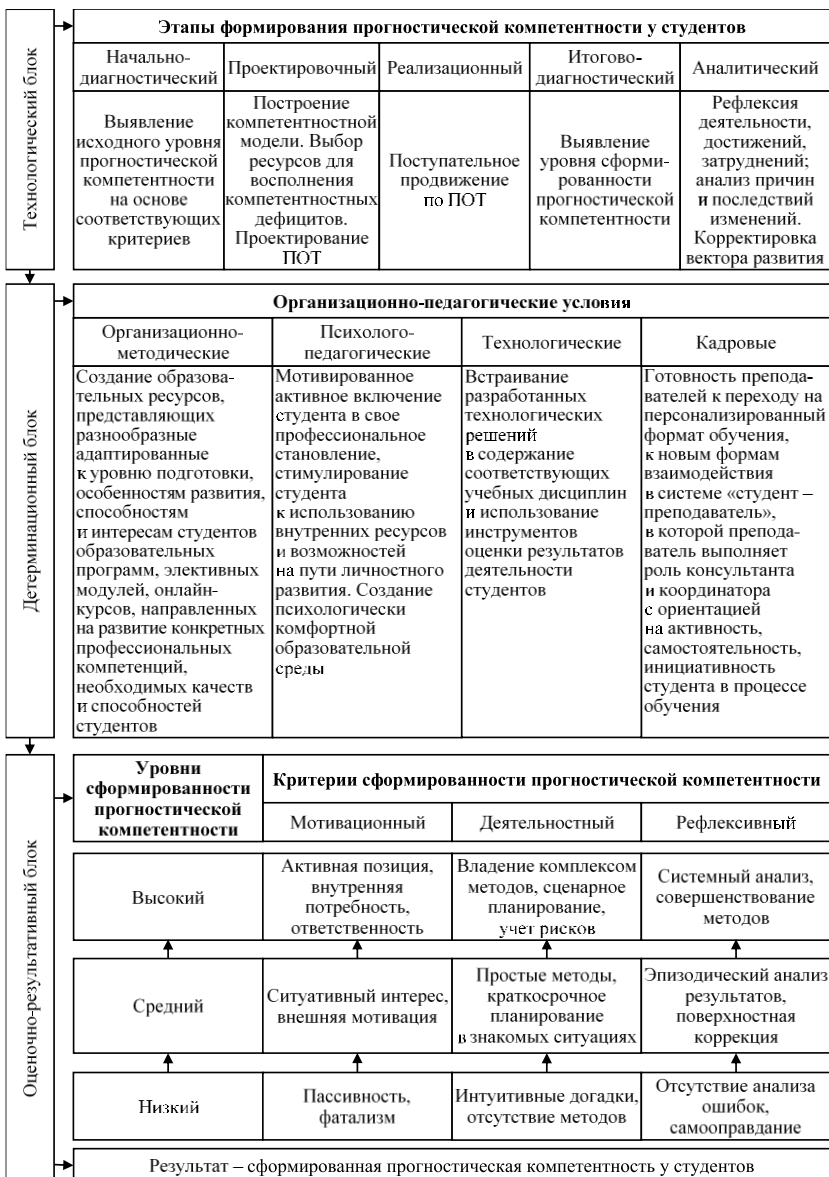 Технологический блок
Этапы формирования прогностической компетентности у студентов
Начально-
диагностический
Проектировочный
Реализационный
Итогово-
диагностический
Аналитический
Выявление
исходного уровня
прогностической
компетентности
на основе
соответствующих
критериев
Построение
компетентностной
модели. Выбор
ресурсов для
восполнения
компетентностных
дефицитов.
Проектирование
ПОТ
Поступательное
продвижение
по ПОТ
Выявление
уровня сформи-
рованности
прогностической
компетентности
Рефлексия
деятельности,
достижений,
затруднений;
анализ причин
и последствий
изменений.
Корректировка
вектора развития
Детерминационный блок
Организационно-педагогические условия
Организационно-
методические
Психолого-
педагогические
Технологические
Кадровые
Создание образова-
тельных ресурсов,
представляющих
разнообразные
адаптированные
к уровню подготовки,
особенностям развития,
способностям
и интересам студентов
образовательных
программ, элективных
модулей, онлайн-
курсов, направленных
на развитие конкретных
профессиональных
компетенций,
необходимых качеств
и способностей
студентов
Мотивированное
активное включение
студента в свое
профессиональное
становление,
стимулирование
студента
к использованию
внутренних ресурсов
и возможностей
на пути личностного
развития. Создание
психологически
комфортной
образовательной
среды
Встраивание
разработанных
технологических
решений
в содержание
соответствующих
учебных дисциплин
и использование
инструментов
оценки результатов
деятельности
студентов
Готовность препода-
вателей к переходу на
персонализированный
формат обучения,
к новым формам
взаимодействия
в системе «студент –
преподаватель»,
в которой препода-
ватель выполняет
роль консультанта
и координатора
с ориентацией
на активность,
самостоятельность,
инициативность
студента в процессе
обучения
Оценочно-результативный блок
Уровни
сформированности
прогностической
компетентности
Критерии сформированности прогностической компетентности
Мотивационный
Деятельностный
Рефлексивный
Высокий
Активная позиция,
внутренняя
потребность,
ответственность
Владение комплексом
методов, сценарное
планирование,
учет рисков
Системный анализ,
совершенствование
методов
Средний
Ситуативный интерес,
внешняя мотивация
Простые методы,
краткосрочное
планирование
в знакомых ситуациях
Эпизодический анализ
результатов,
поверхностная
коррекция
Низкий
Пассивность,
фатализм
Интуитивные догадки,
отсутствие методов
Отсутствие анализа
ошибок,
самооправдание
Результат – сформированная прогностическая компетентность у студентов